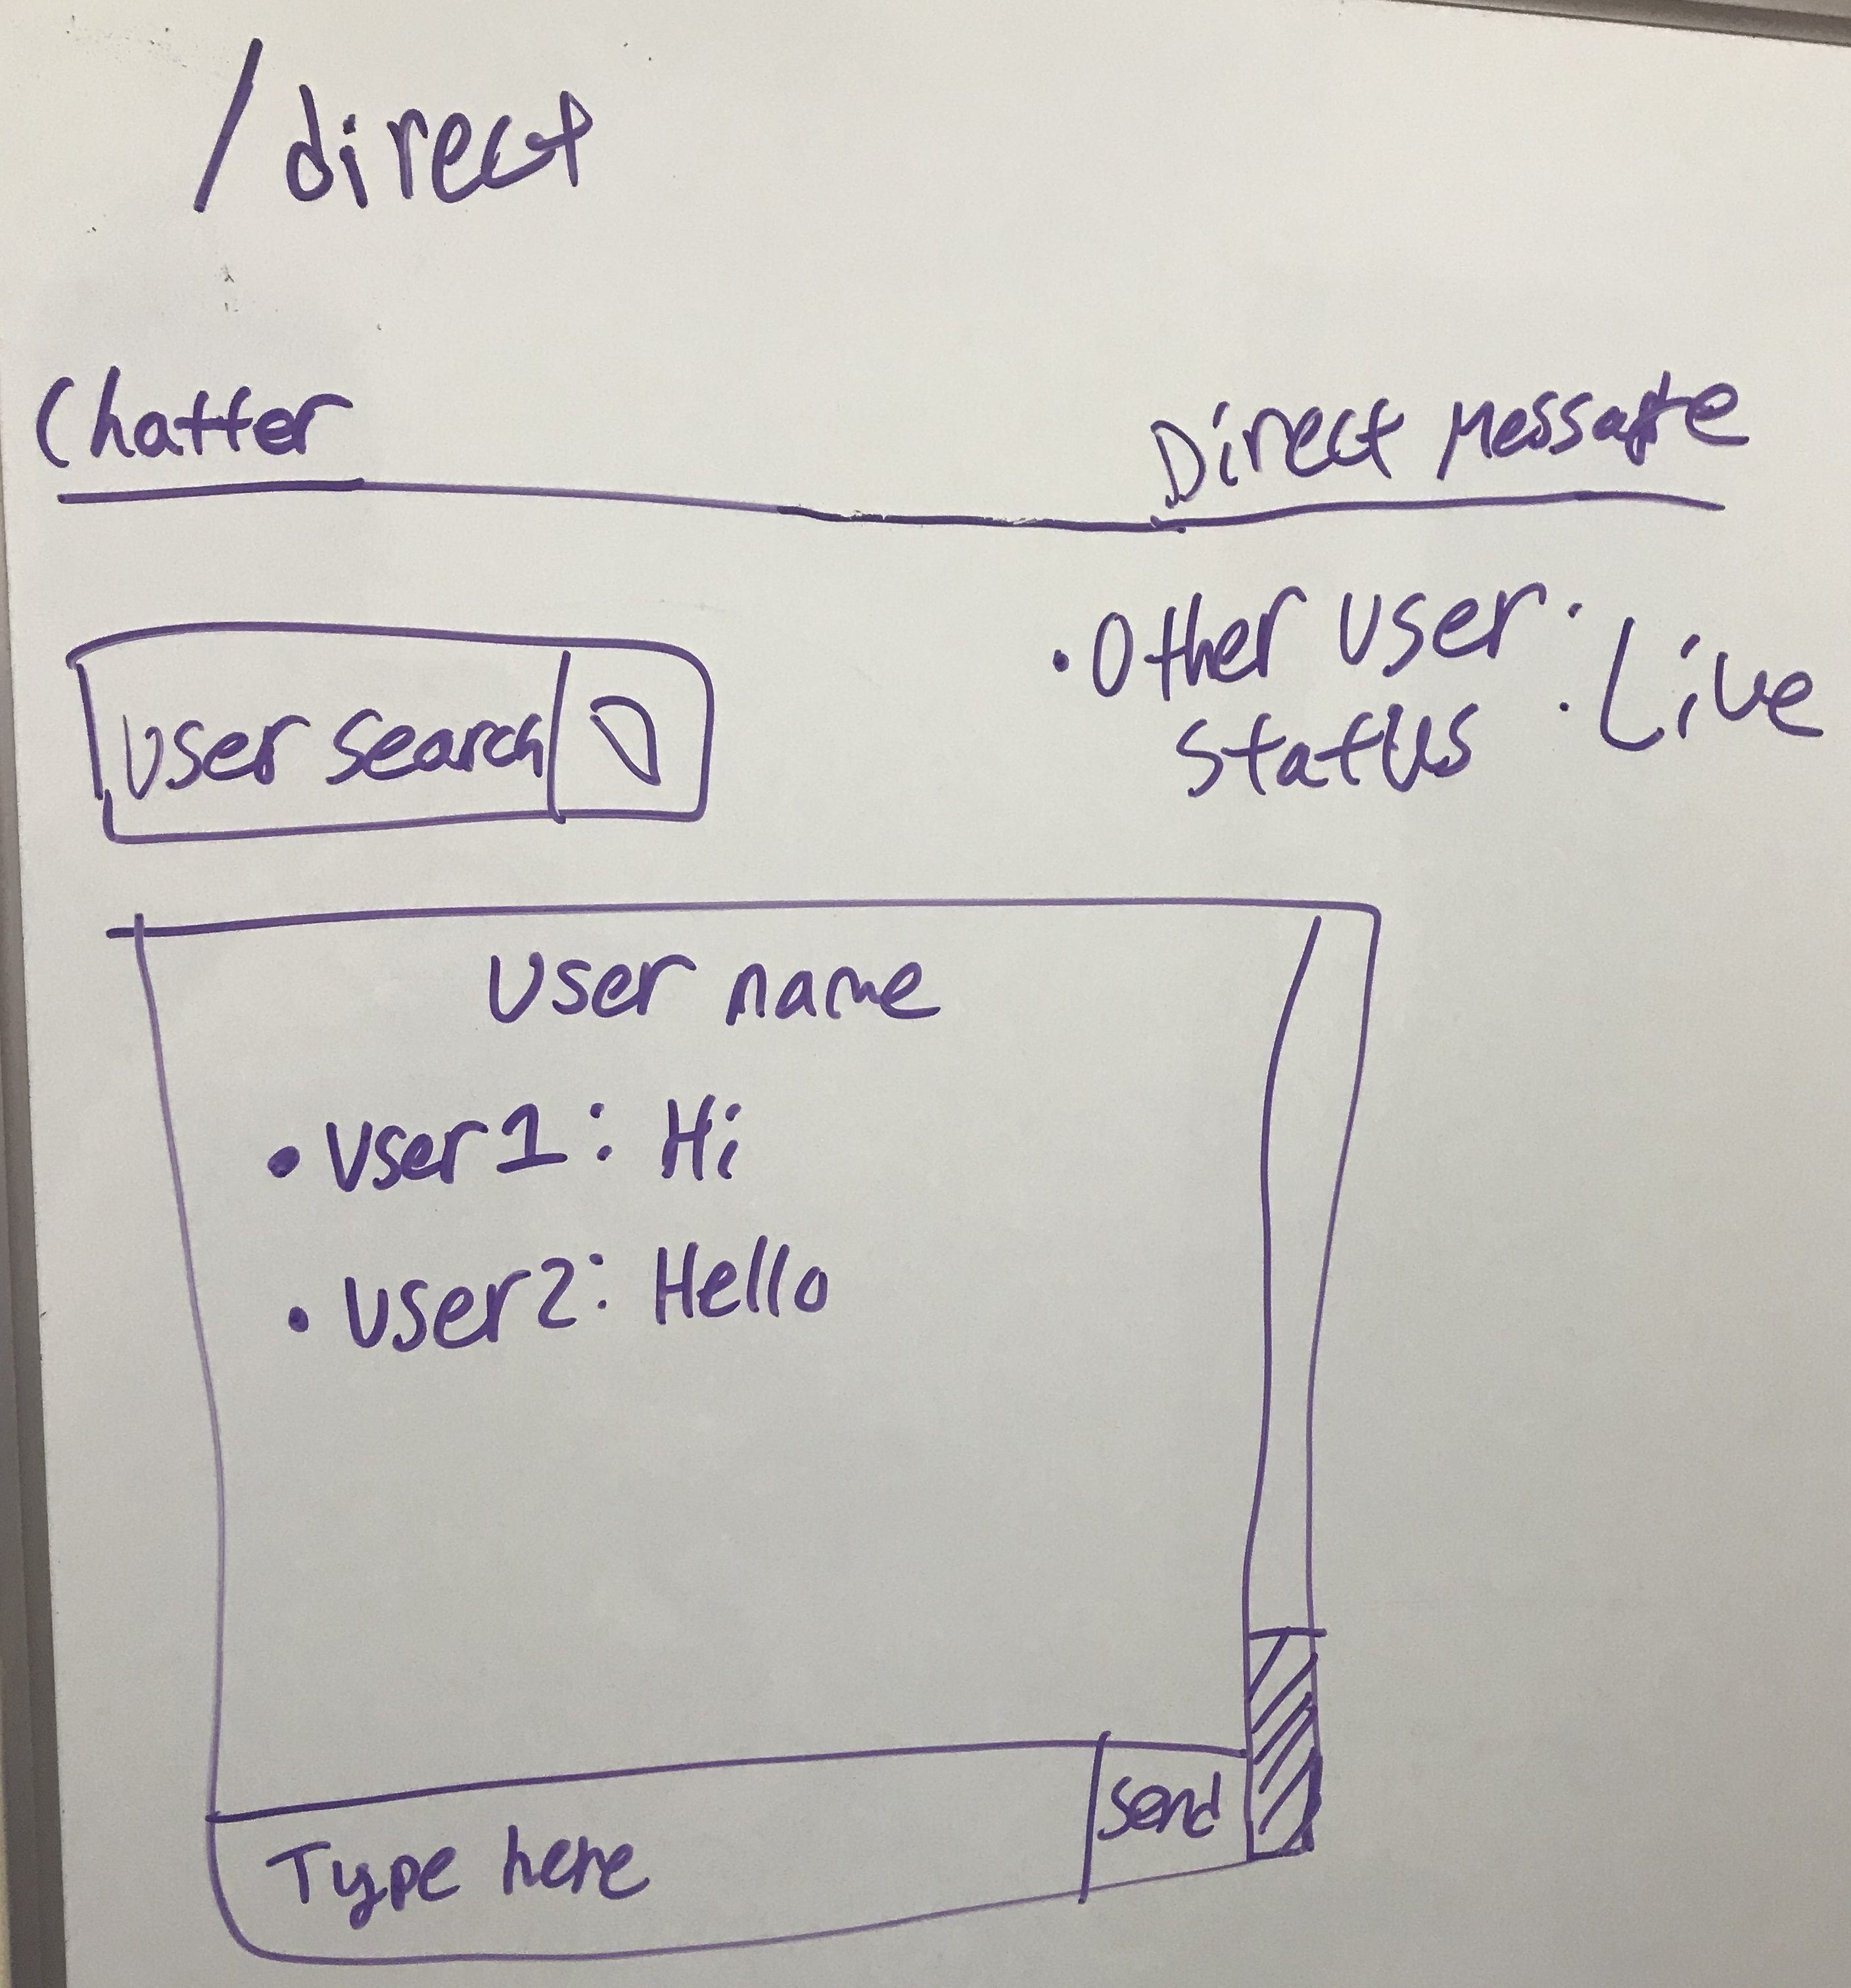 /direct
Chatter
Direct Message
User search
• Other user : Live
status
User name
• User1: Hi
• User2: Hello
Type here
Send